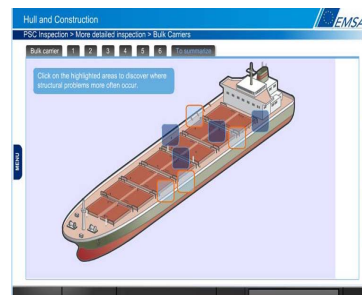 Hull and Construction
EMSA
PSC Inspection > More detailed inspection > Bulk Carriers
Bulk carrier 1 2 3 4 5 6 To summarize
Click on the highlighted areas to discover where
structural problems more often occur.
MENU